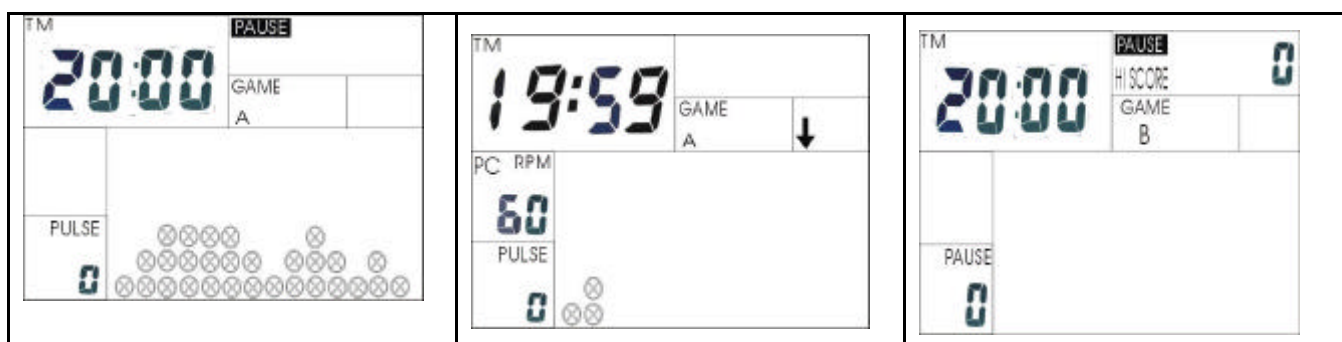 TM PAUSE
20:00
GAME
A
PULSE
0
TM
19:59
GAME
A
PC RPM
60
PULSE
0
TM PAUSE 0
20:00 HI SCORE
GAME
B
PAUSE
0